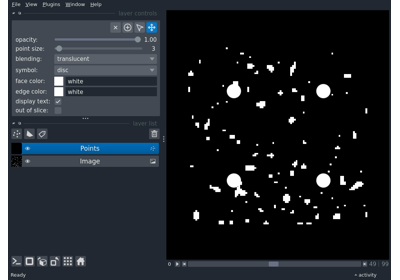 File View Plugins Window Help
layer controls
opacity: 1.00
point size: 3
blending: translucent
symbol: disc
face color: white
edge color: white
display text:
out of slice:
layer list
Points
Image
49 99
Ready
activity